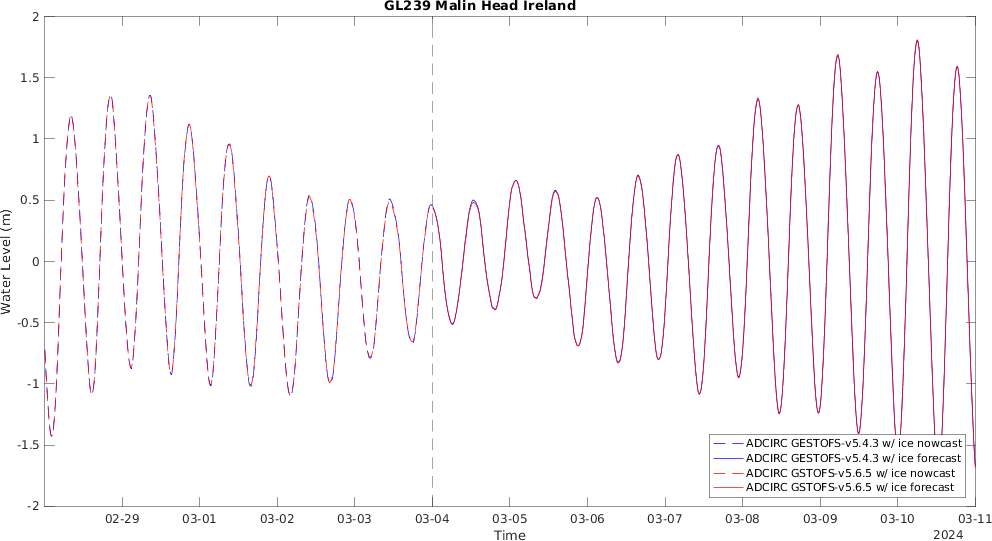 GL239 Malin Head Ireland
2
1.5
1
0.5
0
-0.5
-1
-1.5
-2
Water Level (m)
ADCIRC GESTOFS-v5.4.3 w/ ice nowcast
ADCIRC GESTOFS-v5.4.3 w/ ice forecast
ADCIRC GSTOFS-v5.6.5 w/ ice nowcast
ADCIRC GSTOFS-v5.6.5 w/ ice forecast
02-29 03-01 03-02 03-03 03-04 03-05 03-06 03-07 03-08 03-09 03-10 03-11
Time
2024